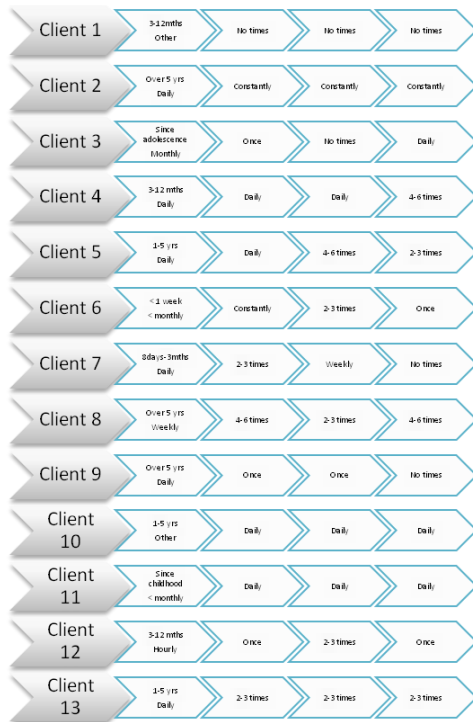 Client 1
3-12mths
Other
No times
No times
No times
Client 2
Over 5 yrs
Daily
Constantly
Constantly
Constantly
Client 3
Since
adolescence
Monthly
Once
No times
Daily
Client 4
3-12 mths
Daily
Daily
Daily
4-6 times
Client 5
1-5 yrs
Daily
Daily
4-6 times
2-3 times
Client 6
< 1 week
< monthly
Constantly
2-3 times
Once
Client 7
8days-3mths
Daily
2-3 times
Weekly
No times
Client 8
Over 5 yrs
Weekly
4-6 times
2-3 times
4-6 times
Client 9
Over 5 yrs
Daily
Once
Once
No times
Client
10
1-5 yrs
Other
Daily
Daily
Daily
Client
11
Since
childhood
< monthly
Daily
Daily
Daily
Client
12
3-12 mths
Hourly
Once
2-3 times
Once
Client
13
1-5 yrs
Daily
2-3 times
2-3 times
2-3 times